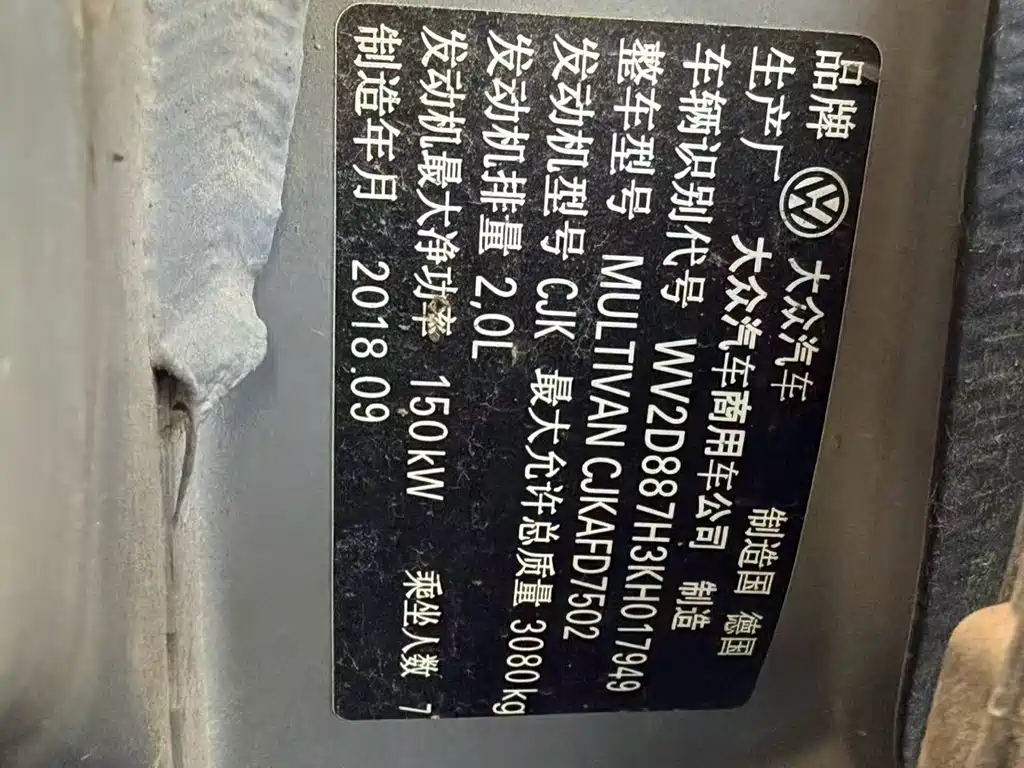 品牌 大众汽车 制造国 德国
生产厂 大众汽车商用车公司 制造
车辆识别代号 WV2D887H3KH017949
整车型号 MULTIVAN CJKAFD7502
发动机型号 CJK 最大允许总质量 3080kg
发动机排量 2,0L
发动机最大净功率 150kW 乘坐人数 7
制造年月 2018.09